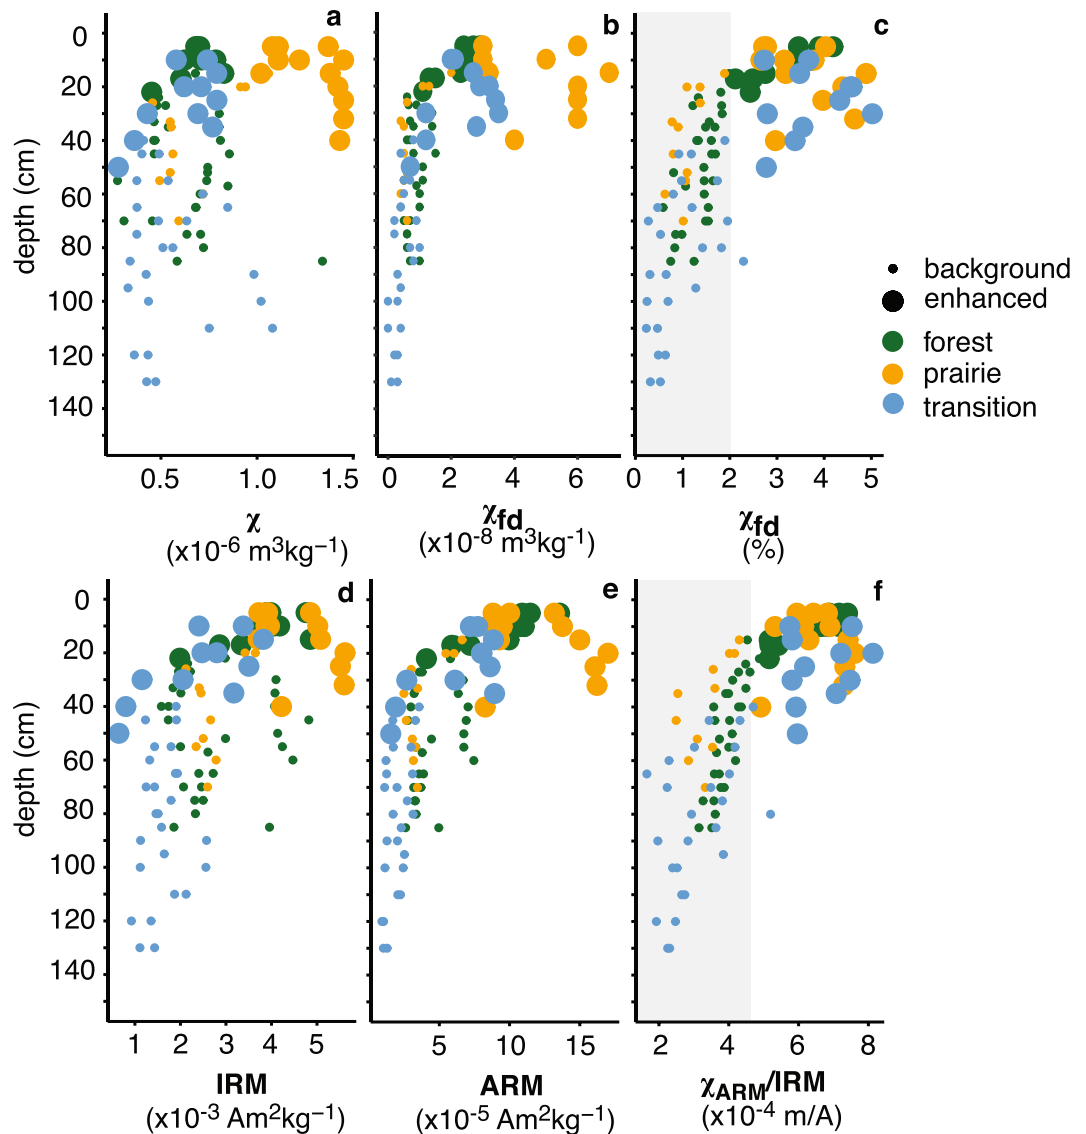 a
b
c
0
20
40
60
80
100
120
140
depth (cm)
0.5 1.0 1.5
χ
(x10⁻⁶ m³kg⁻¹)
0 2 4 6
χfd
(x10⁻⁸ m³kg-¹)
0 1 2 3 4 5
χfd
(%)
background
enhanced
forest
prairie
transition
d
e
f
0
20
40
60
80
100
120
140
depth (cm)
1 2 3 4 5
IRM
(x10⁻³ Am²kg⁻¹)
5 10 15
ARM
(x10⁻⁵ Am²kg⁻¹)
2 4 6 8
χARM/IRM
(x10⁻⁴ m/A)